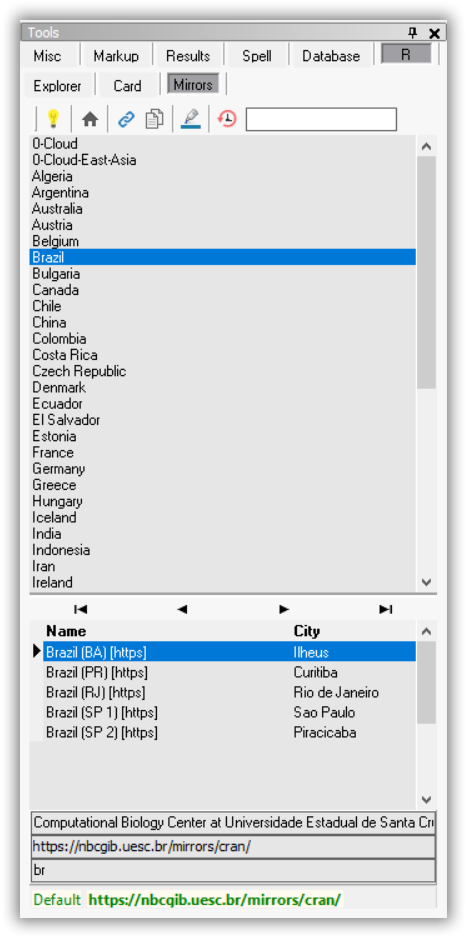 Tools
Misc Markup Results Spell Database R
Explorer Card Mirrors
0-Cloud
0-Cloud-East-Asia
Algeria
Argentina
Australia
Austria
Belgium
Brazil
Bulgaria
Canada
Chile
China
Colombia
Costa Rica
Czech Republic
Denmark
Ecuador
El Salvador
Estonia
France
Germany
Greece
Hungary
Iceland
India
Indonesia
Iran
Ireland
Name City
Brazil (BA) [https] Ilheus
Brazil (PR) [https] Curitiba
Brazil (RJ) [https] Rio de Janeiro
Brazil (SP 1) [https] Sao Paulo
Brazil (SP 2) [https] Piracicaba
Computational Biology Center at Universidade Estadual de Santa Cru
https://nbcgib.uesc.br/mirrors/cran/
br
Default https://nbcgib.uesc.br/mirrors/cran/